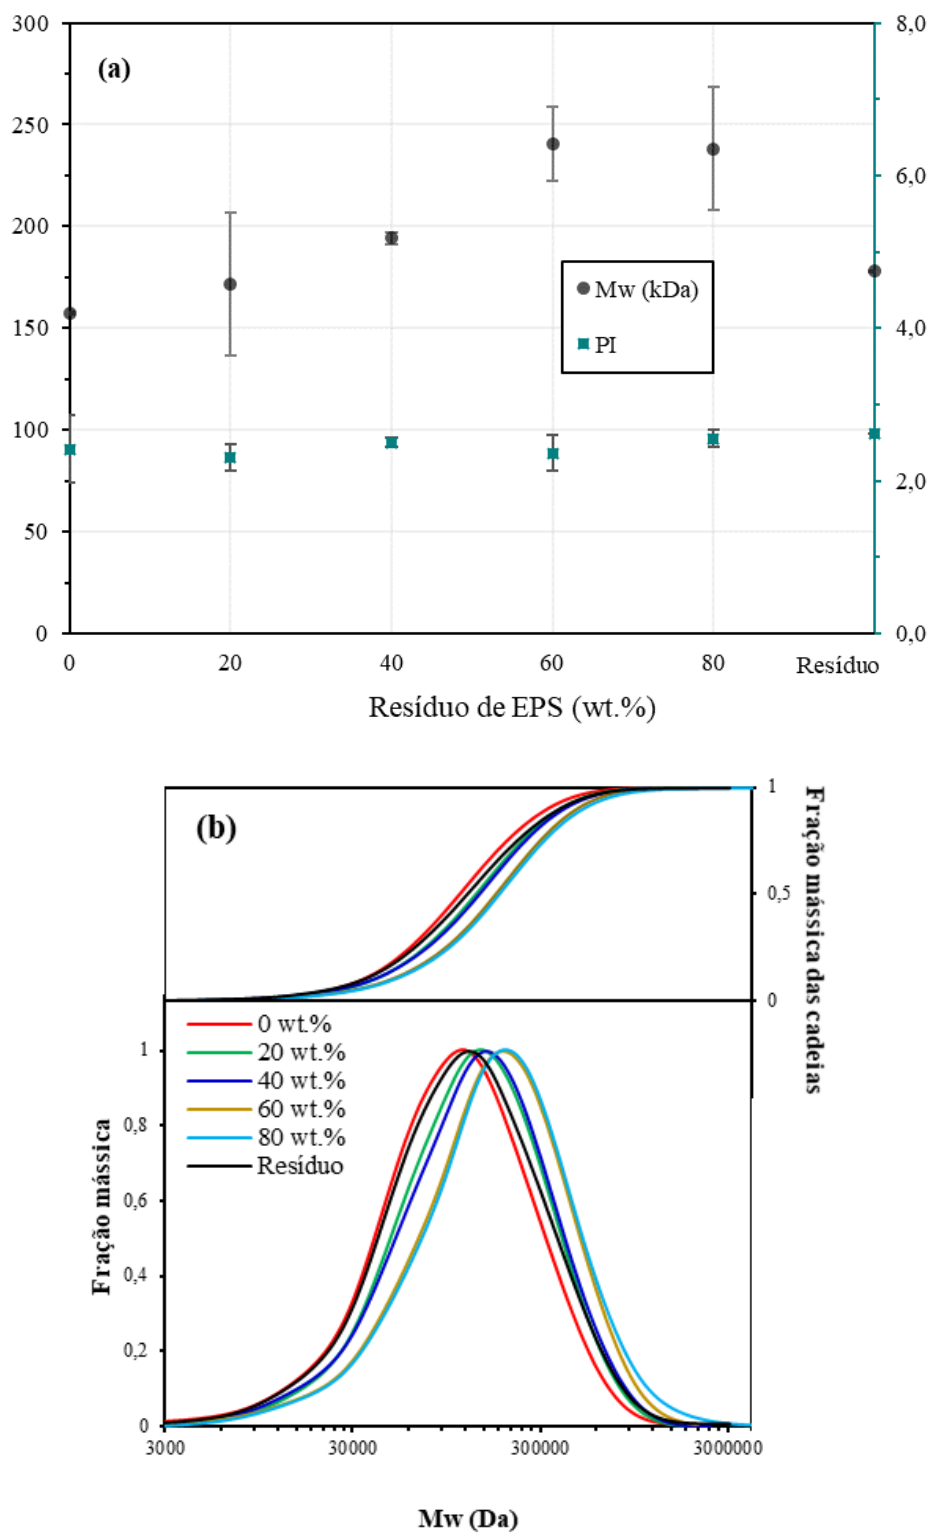 300
8,0
(a)
250
6,0
200
Mw (kDa)
150
4,0
PI
100
2,0
50
0
0,0
0
20
40
60
80
Resíduo
Resíduo de EPS (wt.%)
1
(b)
0,5
0
Fração mássica das cadeias
0 wt.%
20 wt.%
40 wt.%
60 wt.%
80 wt.%
Resíduo
1
0,8
0,6
0,4
0,2
0
Fração mássica
3000
30000
300000
3000000
Mw (Da)